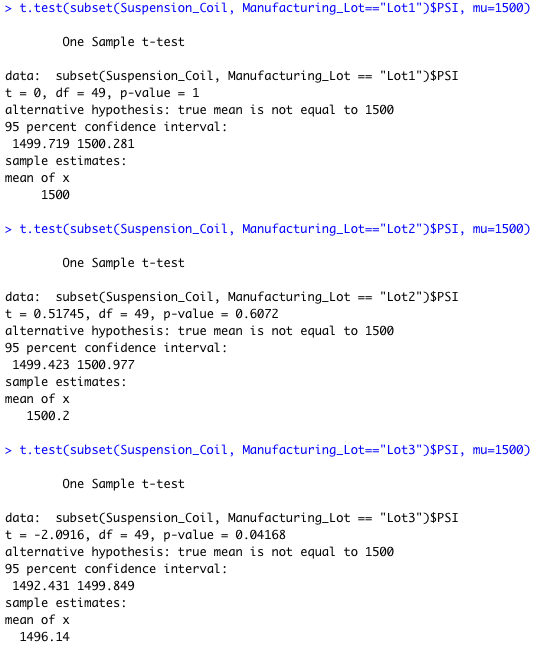 > t.test(subset(Suspension_Coil, Manufacturing_Lot=="Lot1")$PSI, mu=1500)
One Sample t-test
data:  subset(Suspension_Coil, Manufacturing_Lot == "Lot1")$PSI
t = 0, df = 49, p-value = 1
alternative hypothesis: true mean is not equal to 1500
95 percent confidence interval:
1499.719 1500.281
sample estimates:
mean of x
1500
> t.test(subset(Suspension_Coil, Manufacturing_Lot=="Lot2")$PSI, mu=1500)
One Sample t-test
data:  subset(Suspension_Coil, Manufacturing_Lot == "Lot2")$PSI
t = 0.51745, df = 49, p-value = 0.6072
alternative hypothesis: true mean is not equal to 1500
95 percent confidence interval:
1499.423 1500.977
sample estimates:
mean of x
1500.2
> t.test(subset(Suspension_Coil, Manufacturing_Lot=="Lot3")$PSI, mu=1500)
One Sample t-test
data:  subset(Suspension_Coil, Manufacturing_Lot == "Lot3")$PSI
t = -2.0916, df = 49, p-value = 0.04168
alternative hypothesis: true mean is not equal to 1500
95 percent confidence interval:
1492.431 1499.849
sample estimates:
mean of x
1496.14